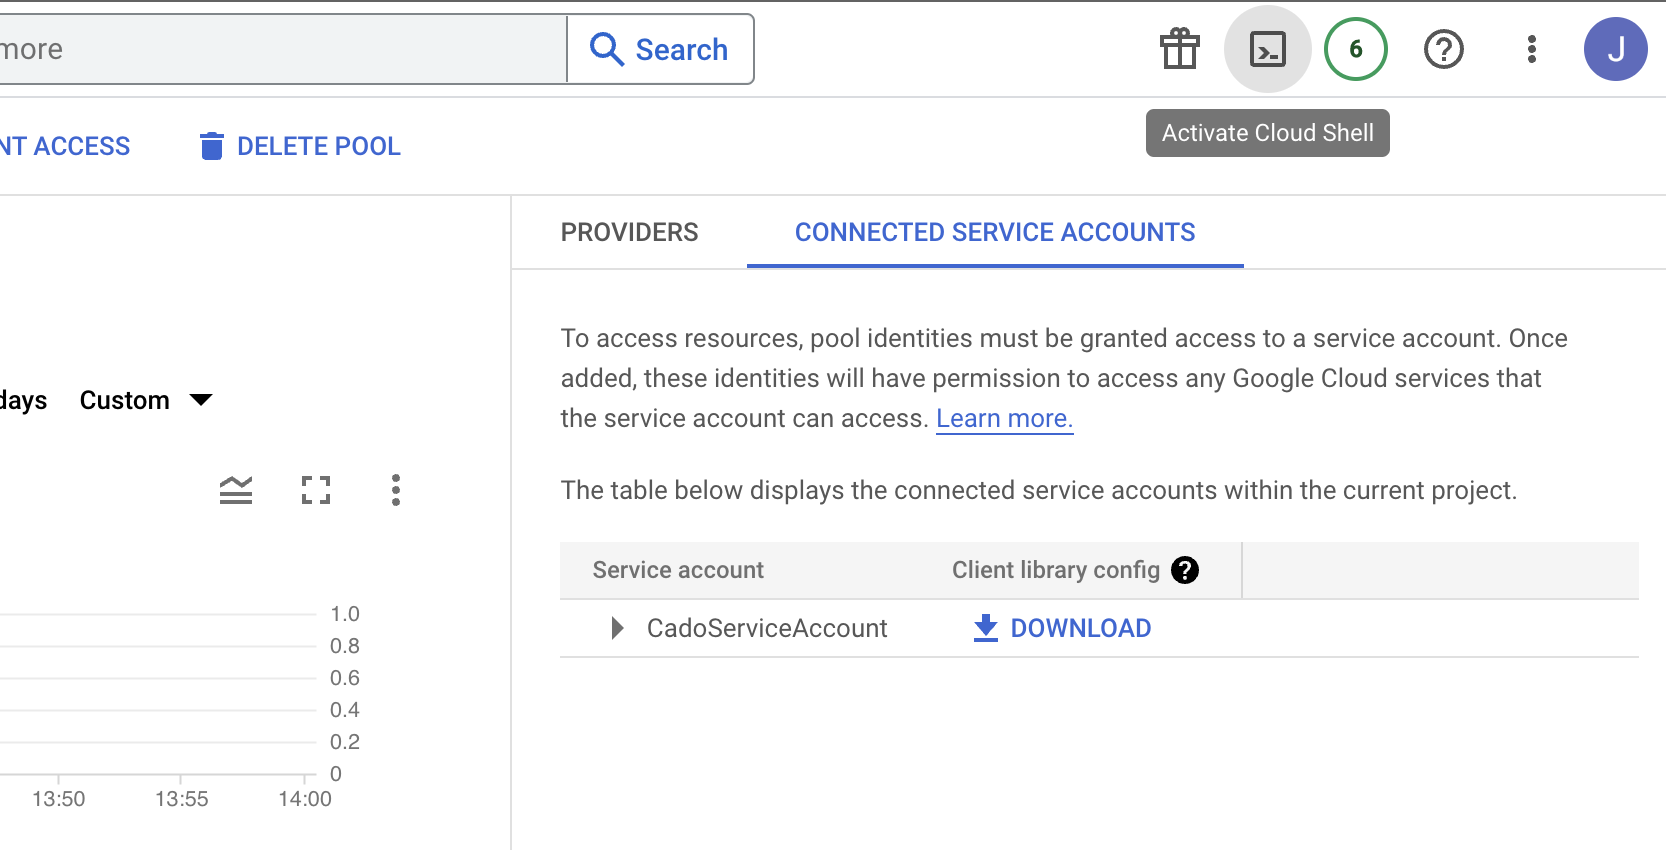 more
Search
6
J
Activate Cloud Shell
NT ACCESS
DELETE POOL
PROVIDERS
CONNECTED SERVICE ACCOUNTS
To access resources, pool identities must be granted access to a service account. Once
added, these identities will have permission to access any Google Cloud services that
the service account can access. Learn more.
days
Custom
The table below displays the connected service accounts within the current project.
Service account
Client library config
CadoServiceAccount
DOWNLOAD
1.0
0.8
0.6
0.4
0.2
0
13:50
13:55
14:00